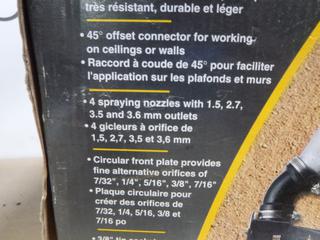 très résistant, durable et léger
• 45° offset connector for working
on ceilings or walls
• Raccord à coude de 45° pour faciliter
l'application sur les plafonds et murs
• 4 spraying nozzles with 1.5, 2.7,
3.5 and 3.6 mm outlets
• 4 gicleurs à orifice de
1,5, 2,7, 3,5 et 3,6 mm
• Circular front plate provides
fine alternative orifices of
7/32", 1/4", 5/16", 3/8", 7/16"
• Plaque circulaire pour
créer des orifices de
7/32, 1/4, 5/16, 3/8 et
7/16 po
• 3/8"